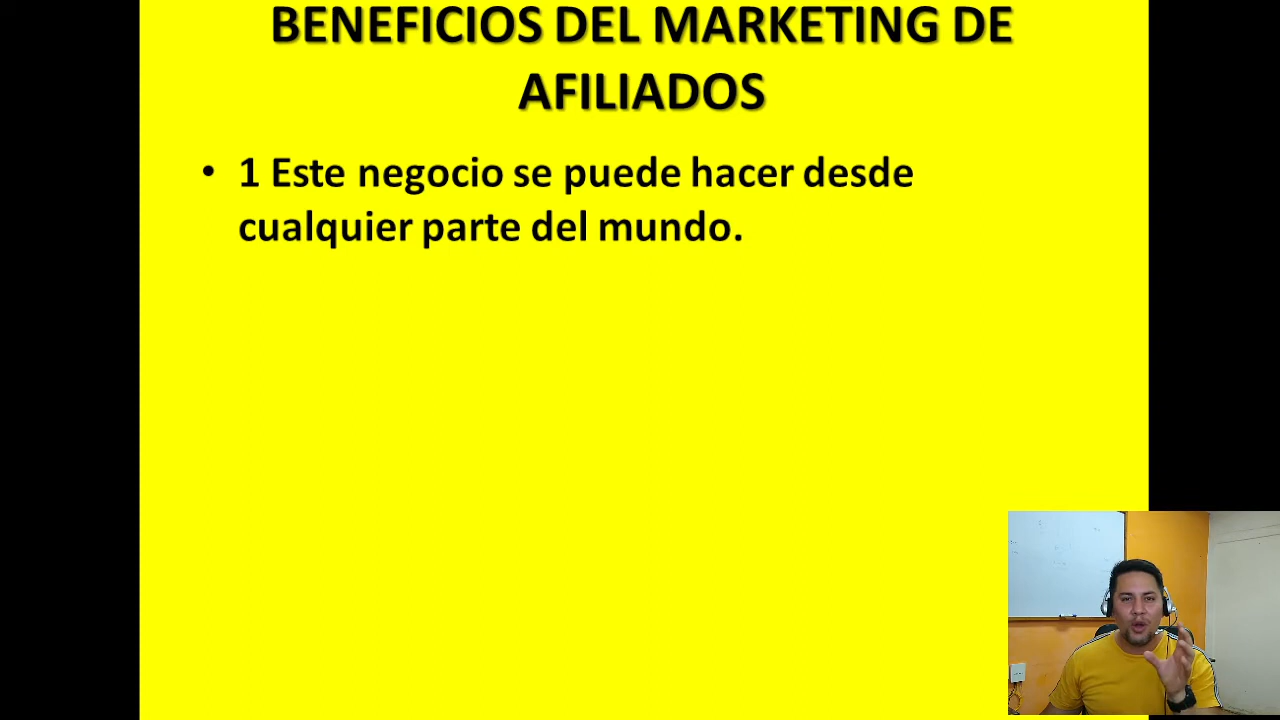 BENEFICIOS DEL MARKETING DE
AFILIADOS
• 1 Este negocio se puede hacer desde
cualquier parte del mundo.